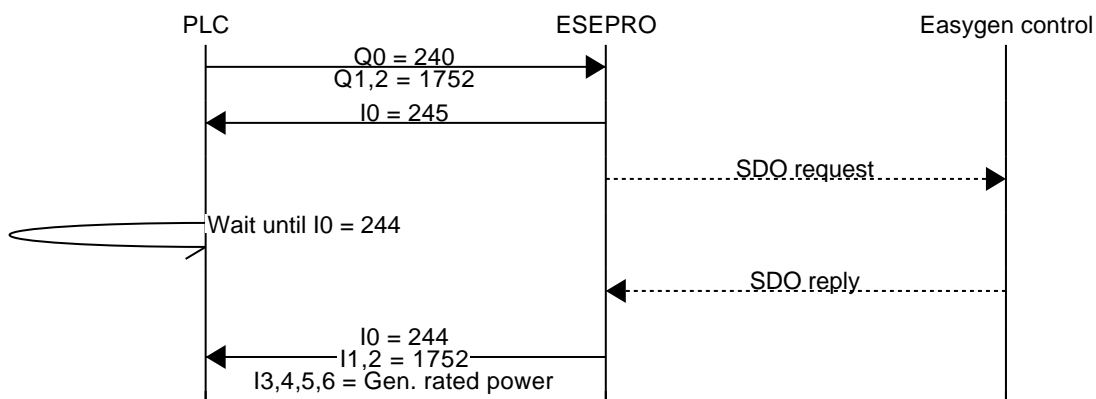 PLC
ESEPRO
Easygen control
Q0 = 240
Q1,2 = 1752
I0 = 245
SDO request
Wait until I0 = 244
SDO reply
I0 = 244
I1,2 = 1752
I3,4,5,6 = Gen. rated power